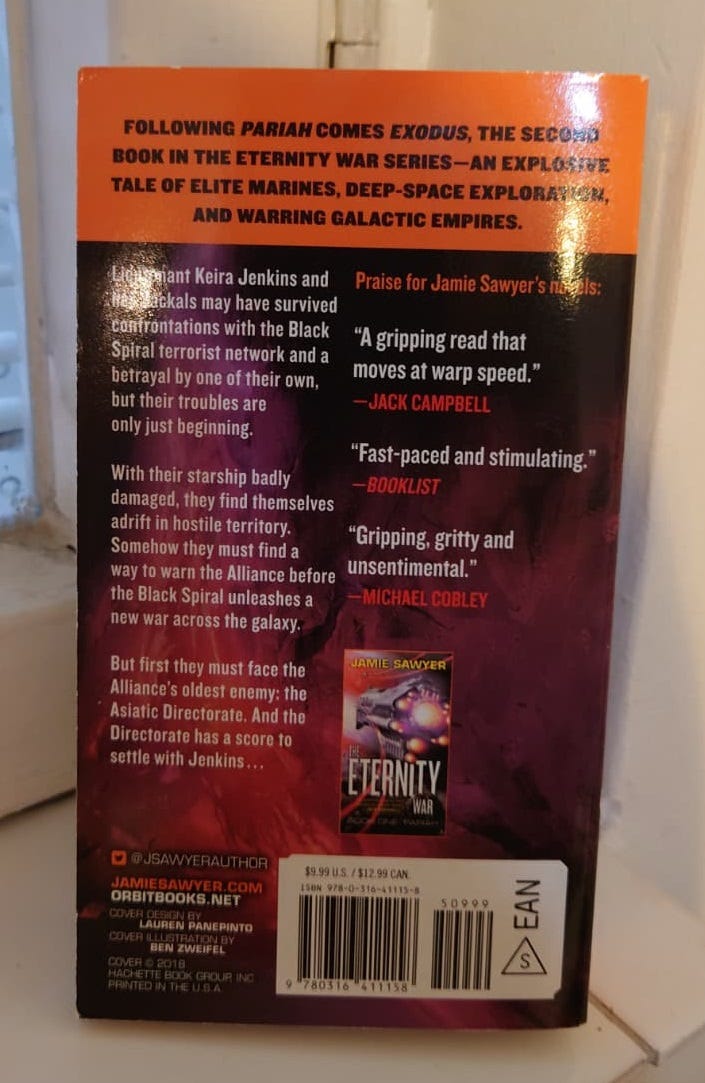 FOLLOWING PARIAH COMES EXODUS, THE SECOND
BOOK IN THE ETERNITY WAR SERIES—AN EXPLOSIVE
TALE OF ELITE MARINES, DEEP-SPACE EXPLORATION,
AND WARRING GALACTIC EMPIRES.
Lieutenant Keira Jenkins and
her Jackals may have survived
confrontations with the Black
Spiral terrorist network and a
betrayal by one of their own,
but their troubles are
only just beginning.
With their starship badly
damaged, they find themselves
adrift in hostile territory.
Somehow they must find a
way to warn the Alliance before
the Black Spiral unleashes a
new war across the galaxy.
But first they must face the
Alliance's oldest enemy: the
Asiatic Directorate. And the
Directorate has a score to
settle with Jenkins...
Praise for Jamie Sawyer's novels:
"A gripping read that
moves at warp speed."
—JACK CAMPBELL
"Fast-paced and stimulating."
—BOOKLIST
"Gripping, gritty and
unsentimental."
—MICHAEL COBLEY
JAMIE SAWYER
THE
ETERNITY
WAR
BOOK ONE: PARIAH
@JSAWYERAUTHOR
JAMIESAWYER.COM
ORBITBOOKS.NET
COVER DESIGN BY
LAUREN PANEPINTO
COVER ILLUSTRATION BY
BEN ZWEIFEL
COVER © 2018
HACHETTE BOOK GROUP, INC.
PRINTED IN THE U.S.A.
$9.99 U.S. / $12.99 CAN.
ISBN 978-0-316-41115-8
50999
9 780316 411158
EAN
S